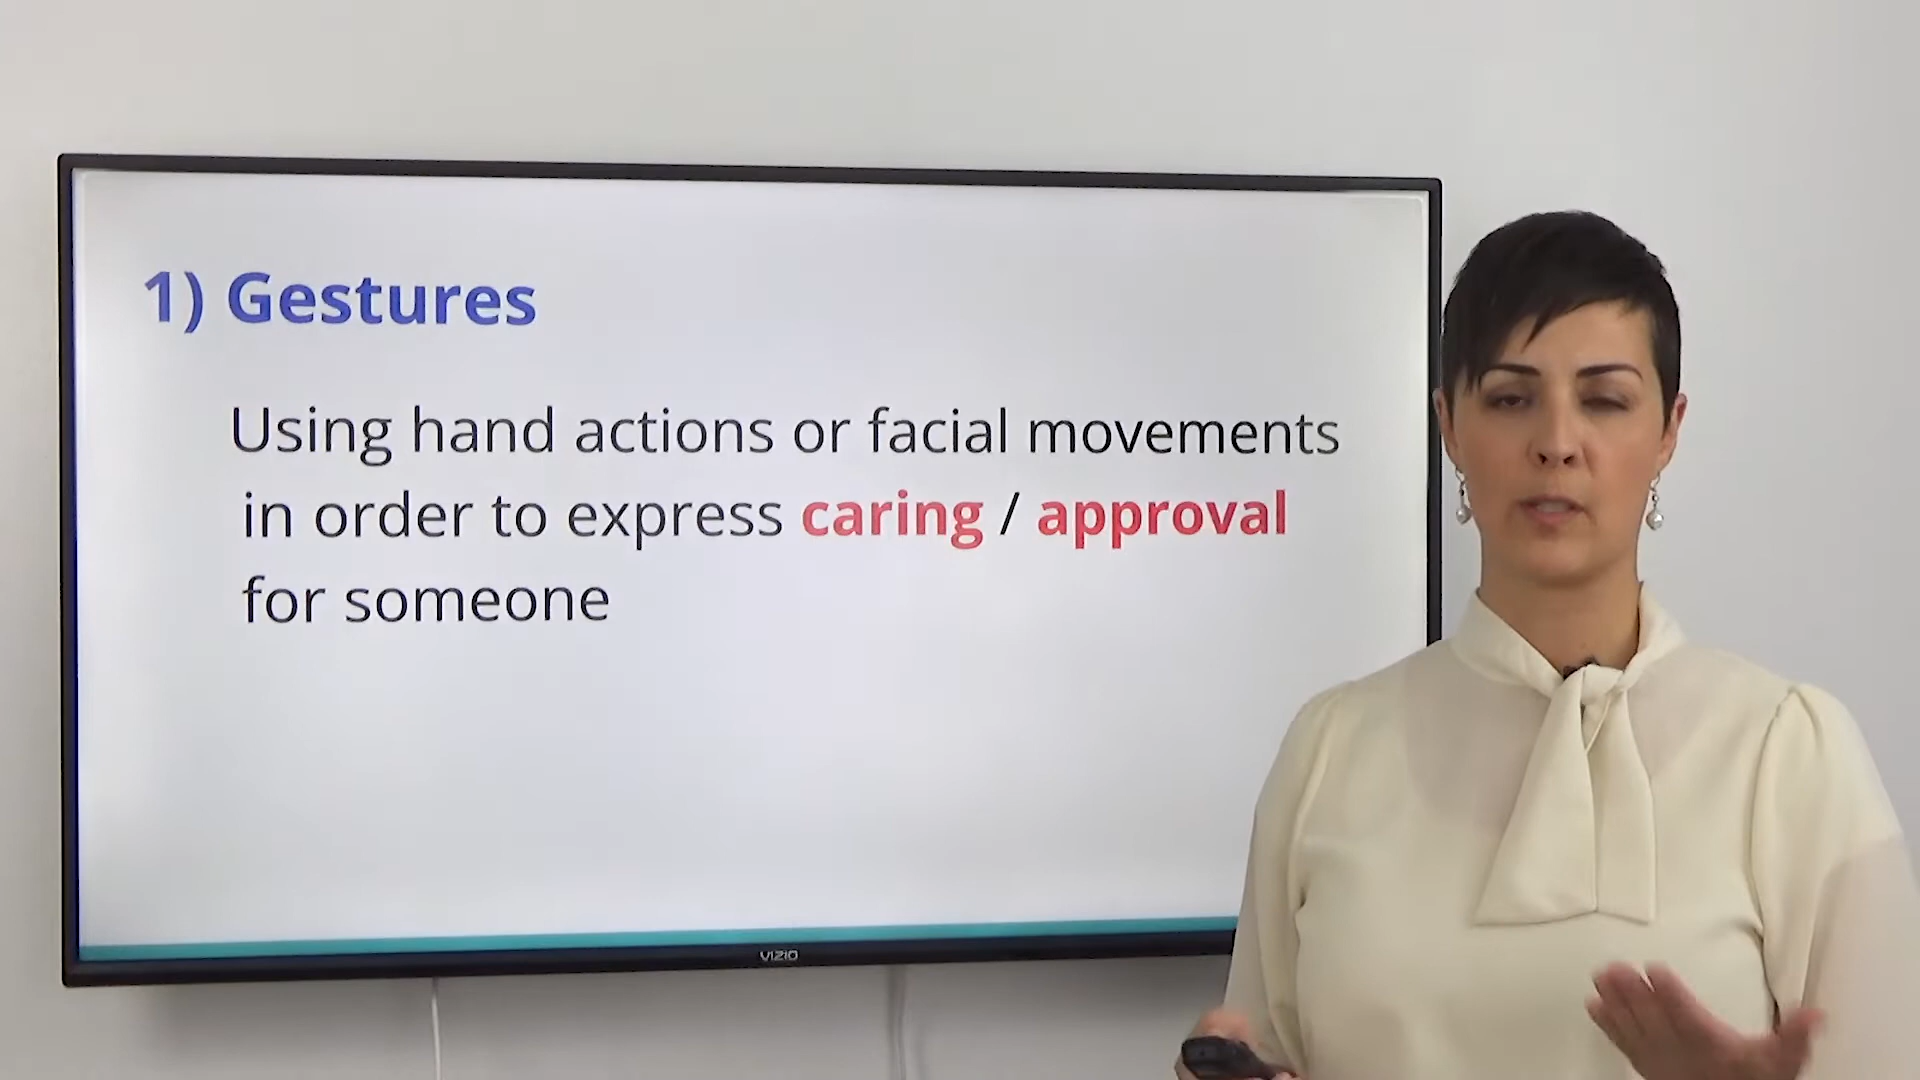 1) Gestures
Using hand actions or facial movements
in order to express caring / approval
for someone
VIZIO